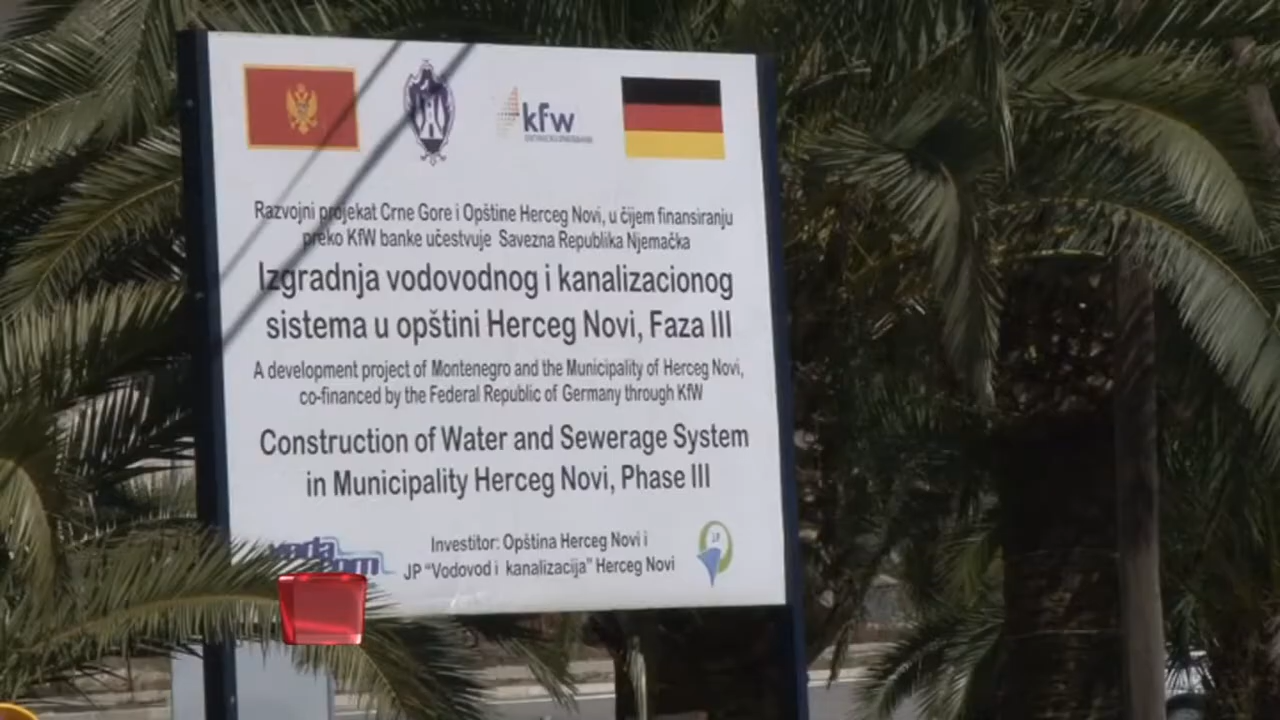 kfw
Razvojni projekat Crne Gore i Opštine Herceg Novi, u čijem finansiranju
preko KfW banke učestvuje Savezna Republika Njemačka
Izgradnja vodovodnog i kanalizacionog
sistema u opštini Herceg Novi, Faza III
A development project of Montenegro and the Municipality of Herceg Novi,
co-financed by the Federal Republic of Germany through KfW
Construction of Water and Sewerage System
in Municipality Herceg Novi, Phase III
Investitor: Opština Herceg Novi i
JP "Vodovod i kanalizacija" Herceg Novi
voda
com
JP